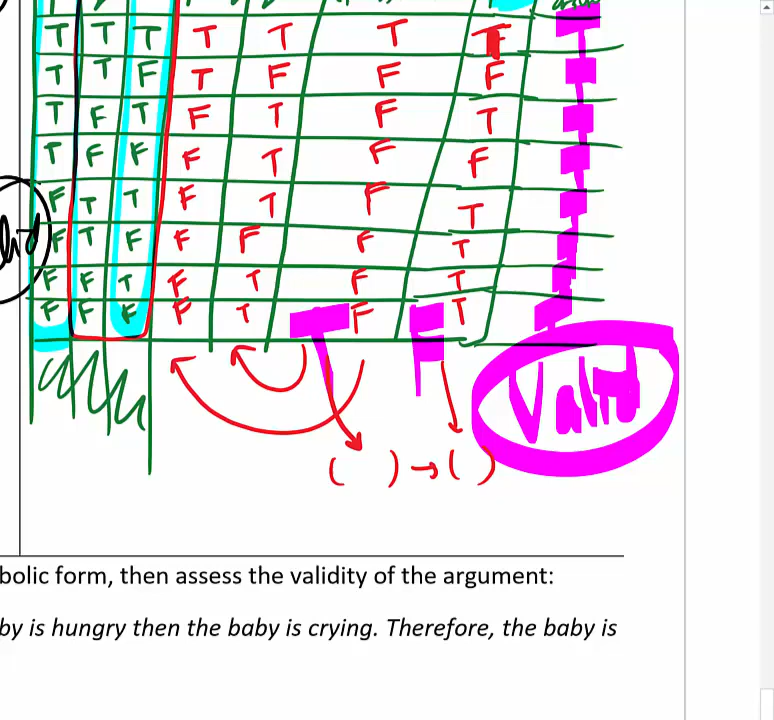 T T T T T T T
T T F T F F F T
T F T F T F T T
T F F F T F F T
F T T F T F T T
F T F F F F T T
F F T F T F T T
F F F F T T F F T T
Valid
( ) → ( )
bolic form, then assess the validity of the argument:
by is hungry then the baby is crying. Therefore, the baby is